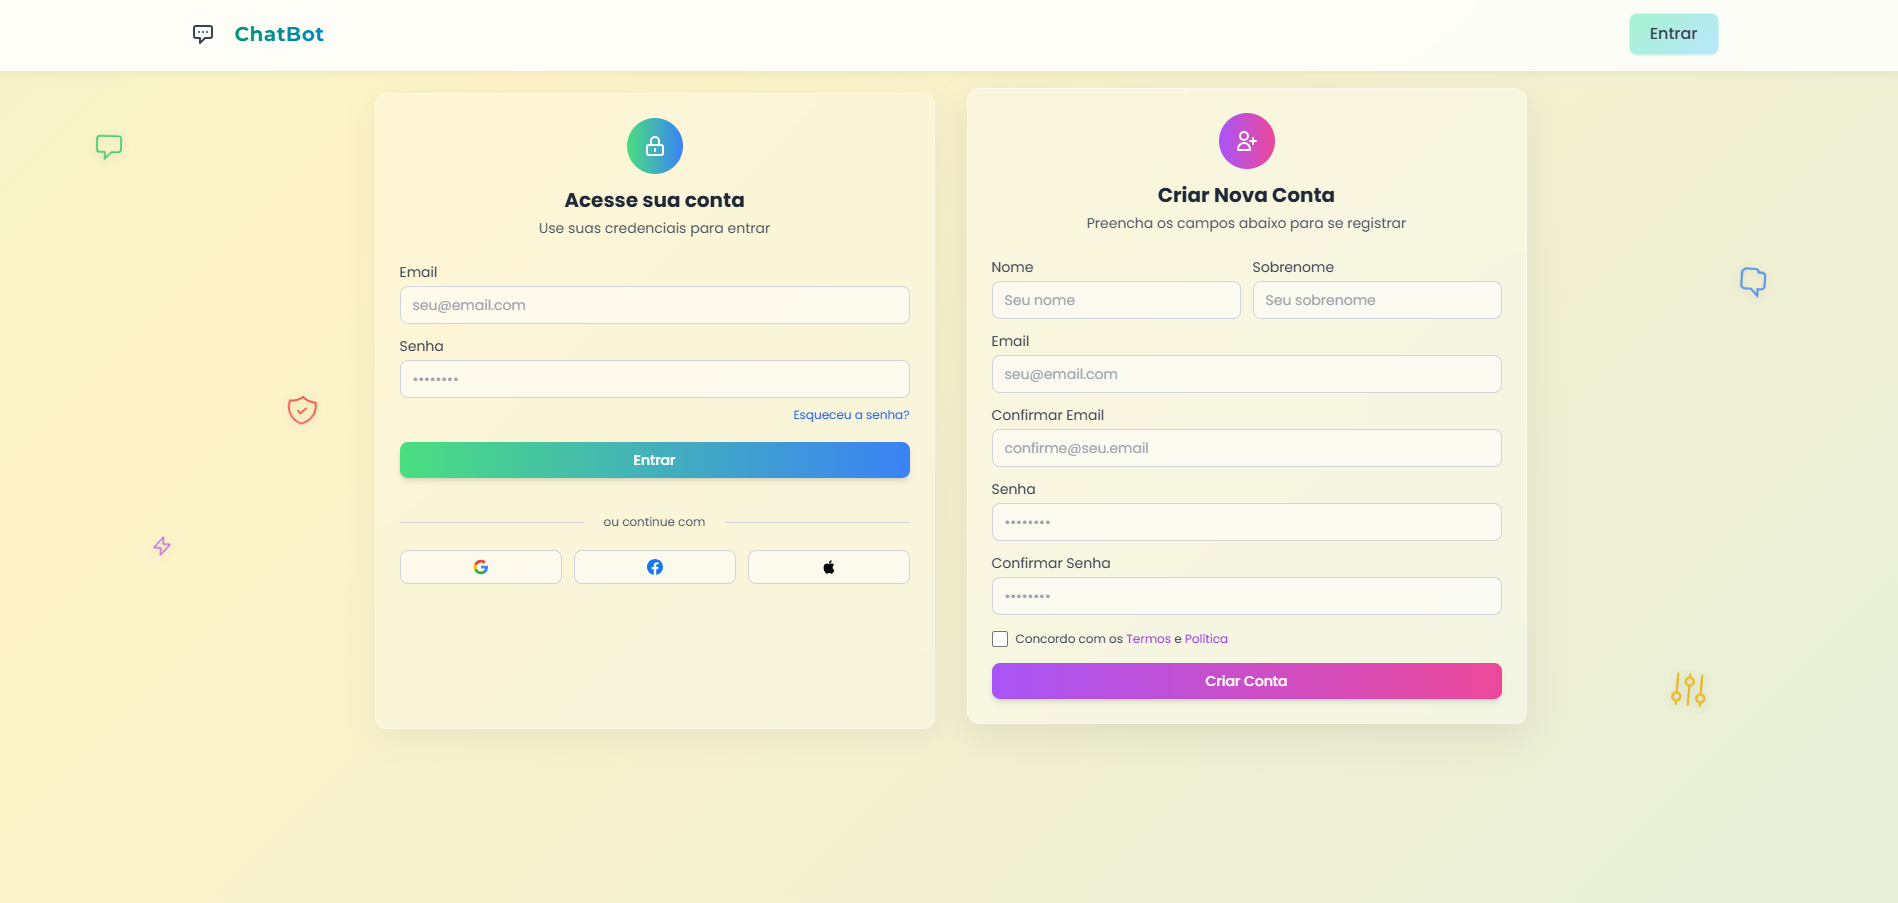 ChatBot
Entrar
Acesse sua conta
Use suas credenciais para entrar
Email
seu@email.com
Senha
••••••••
Esqueceu a senha?
Entrar
ou continue com
Criar Nova Conta
Preencha os campos abaixo para se registrar
Nome
Sobrenome
Seu nome
Seu sobrenome
Email
seu@email.com
Confirmar Email
confirme@seu.email
Senha
••••••••
Confirmar Senha
••••••••
Concordo com os Termos e Política
Criar Conta